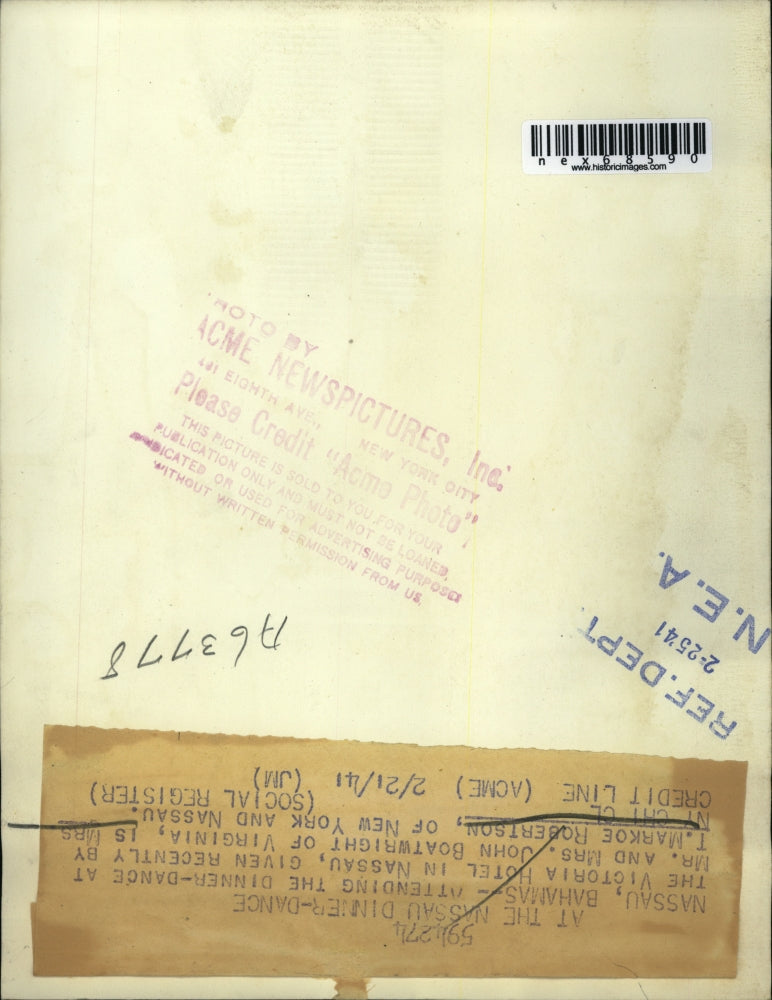 nex68590
www.historicimages.com
PHOTO BY
ACME NEWSPICTURES, Inc.
461 EIGHTH AVE., NEW YORK CITY
Please Credit "Acme Photo"
THIS PICTURE IS SOLD TO YOU FOR YOUR
PUBLICATION ONLY AND MUST NOT BE LOANED,
SYNDICATED OR USED FOR ADVERTISING PURPOSES
WITHOUT WRITTEN PERMISSION FROM US.
N.E.A.
2-25 41
REF. DEPT.
A63778
594274
AT THE NASSAU DINNER-DANCE
NASSAU, BAHAMAS-- ATTENDING THE DINNER-DANCE AT
THE VICTORIA HOTEL IN NASSAU, GIVEN RECENTLY BY
MR. AND MRS. JOHN BOATWRIGHT OF VIRGINIA, IS MRS
T. MARKOE ROBERTSON, OF NEW YORK AND NASSAU.
NY CHI CL (SOCIAL REGISTER)
CREDIT LINE (ACME) 2/21/41 (JM)